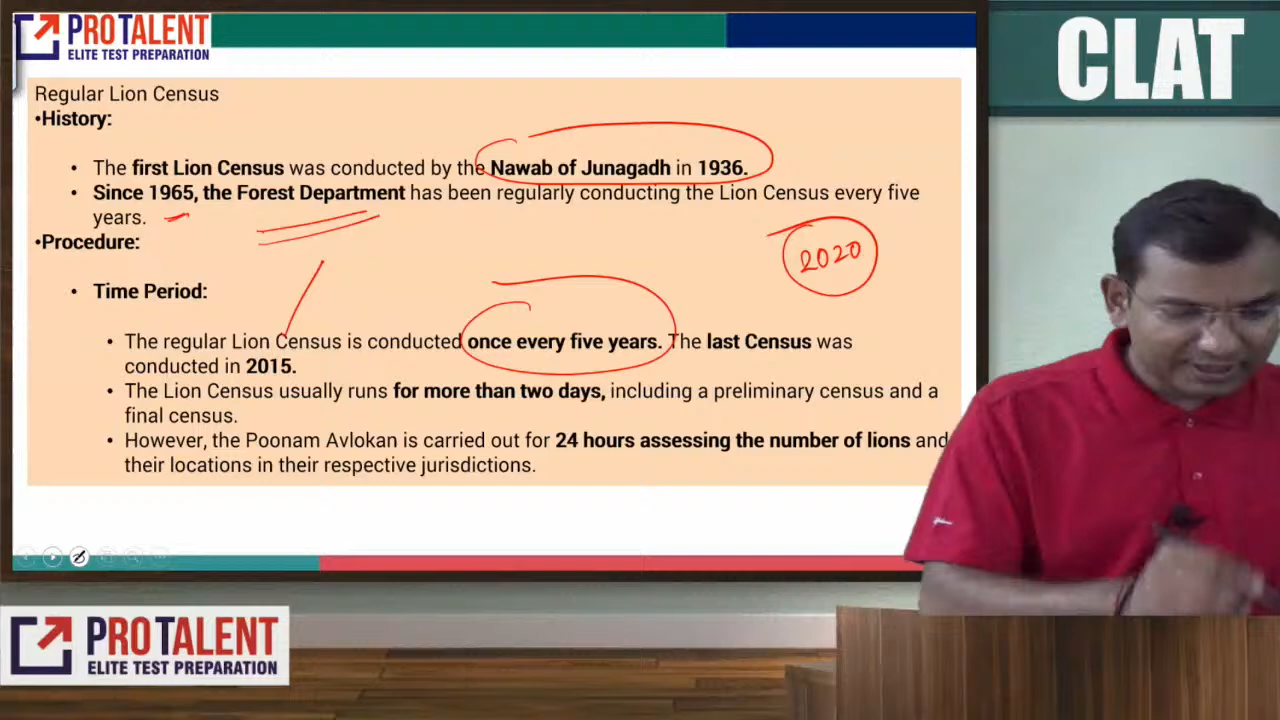 PRO TALENT
ELITE TEST PREPARATION
CLAT
Regular Lion Census
•History:
• The first Lion Census was conducted by the Nawab of Junagadh in 1936.
• Since 1965, the Forest Department has been regularly conducting the Lion Census every five
years.
2020
•Procedure:
• Time Period:
• The regular Lion Census is conducted once every five years. The last Census was
conducted in 2015.
• The Lion Census usually runs for more than two days, including a preliminary census and a
final census.
• However, the Poonam Avlokan is carried out for 24 hours assessing the number of lions and
their locations in their respective jurisdictions.
PRO TALENT
ELITE TEST PREPARATION